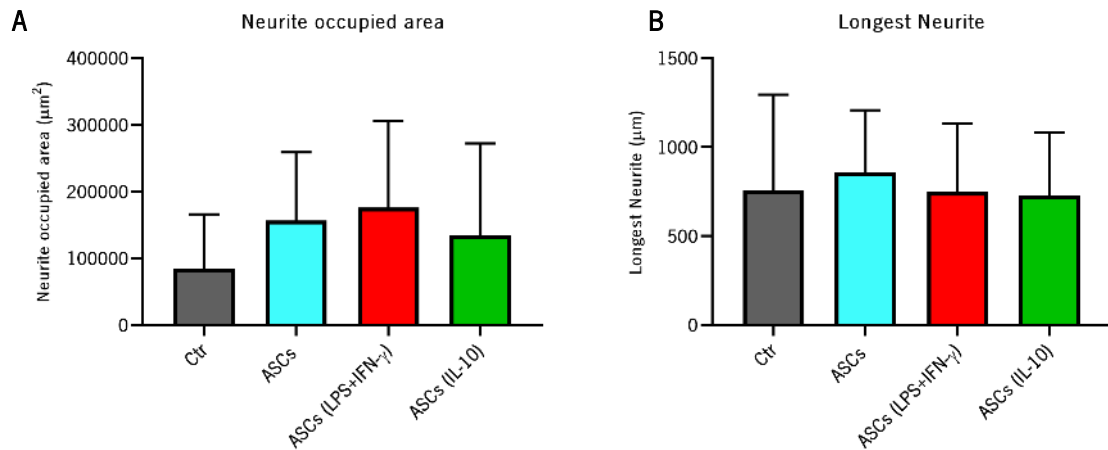 A
Neurite occupied area
Neurite occupied area (μm²)
400000
300000
200000
100000
0
Ctr
ASCs
ASCs (LPS+IFN-γ)
ASCs (IL-10)
B
Longest Neurite
Longest Neurite (μm)
1500
1000
500
0
Ctr
ASCs
ASCs (LPS+IFN-γ)
ASCs (IL-10)